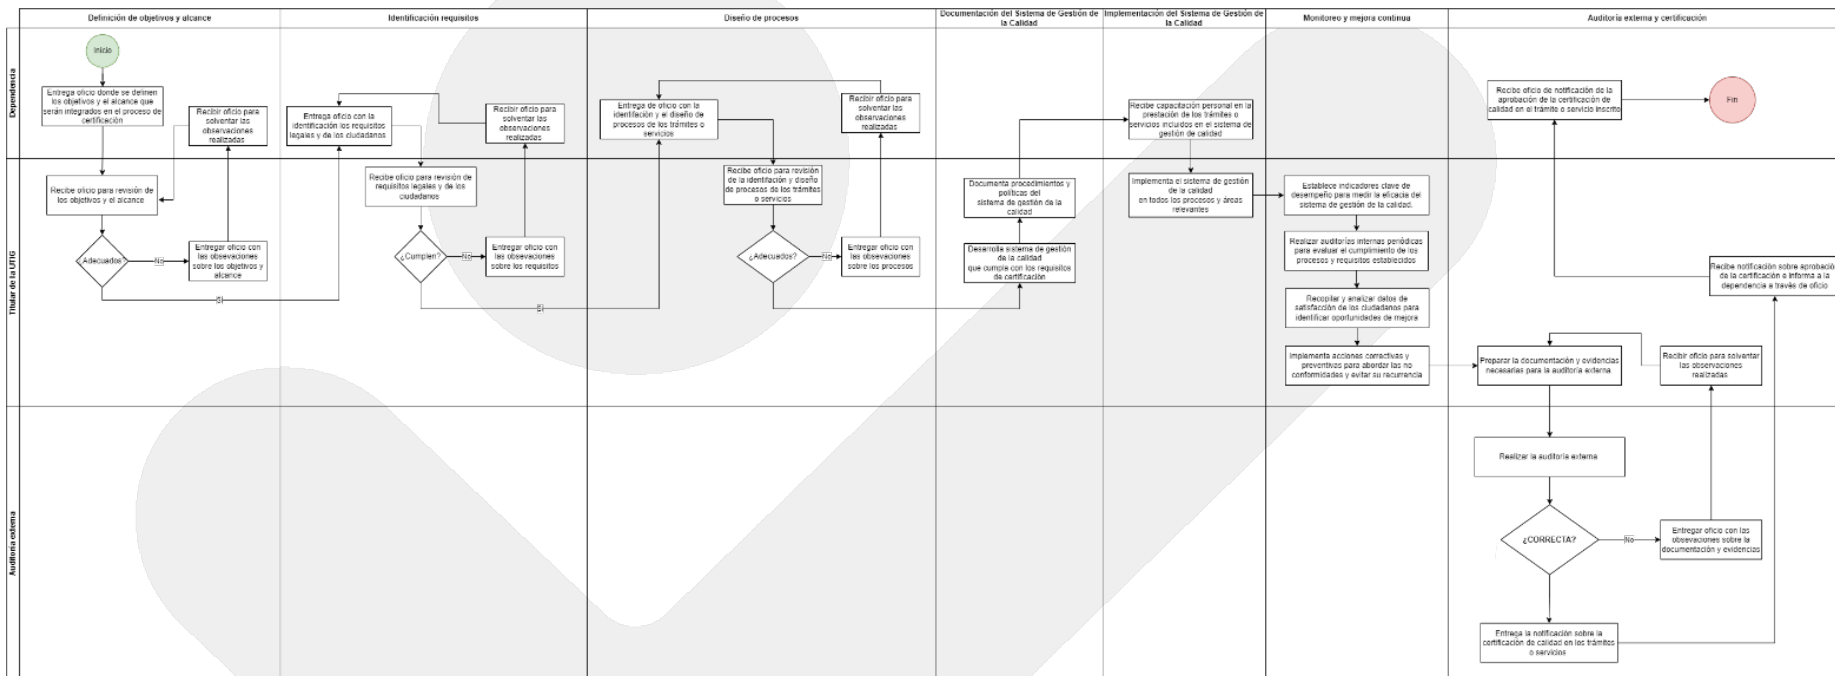 Definición de objetivos y alcance
Identificación requisitos
Diseño de procesos
Documentación del Sistema de Gestión de
la Calidad
Implementación del Sistema de Gestión de
la Calidad
Monitoreo y mejora continua
Auditoría externa y certificación
Dependencia
Inicio
Entrega oficio donde se definen
los objetivos y el alcance que
serán integrados en el proceso de
certificación
Recibir oficio para
solventar las
observaciones
realizadas
Entrega oficio con la
identificación los requisitos
legales y de los ciudadanos
Recibir oficio para
solventar las
observaciones
realizadas
Entrega de oficio con la
identifación y el diseño de
procesos de los trámites o
servicios
Recibir oficio para
solventar las
observaciones
realizadas
Recibe capacitación personal en la
prestación de los trámites o
servicios incluidos en el sistema de
gestión de calidad
Recibe oficio de notificación de la
aprobación de la certificación de
calidad en el trámite o servicio inscrito
Fin
Titular de la UTIG
Recibe oficio para revisión de
los objetivos y el alcance
Adecuados?
No
Entregar oficio con
las observaciones
sobre los objetivos y
alcance
Si
Recibe oficio para revisión de
requisitos legales y de los
ciudadanos
¿Cumplen?
No
Entregar oficio con
las observaciones
sobre los requisitos
Si
Recibe oficio para revisión
de la identifación y diseño
de procesos de los trámites
o servicios
¿Adecuados?
No
Entregar oficio con
las observaciones
sobre los procesos
Documenta procedimientos y
políticas del
sistema de gestión de la
calidad
Desarrolla sistema de gestión
de la calidad
que cumpla con los requisitos
de certificación
Implementa el sistema de gestión
de la calidad
en todos los procesos y áreas
relevantes
Establece indicadores clave de
desempeño para medir la eficacia del
sistema de gestión de la calidad.
Realizar auditorías internas periódicas
para evaluar el cumplimiento de los
procesos y requisitos establecidos
Recopilar y analizar datos de
satisfacción de los ciudadanos para
identificar oportunidades de mejora
Implementa acciones correctivas y
preventivas para abordar las no
conformidades y evitar su recurrencia
Preparar la documentación y evidencias
necesarias para la auditoría externa
Recibir oficio para solventar
las observaciones
realizadas
Recibe notificación sobre aprobación
de la certificación e informa a la
dependencia a través de oficio
Auditoría externa
Realizar la auditoría externa
¿CORRECTA?
No
Entregar oficio con las
obsevaciones sobre la
documentación y evidencias
Entrega la notificación sobre la
certificación de calidad en los trámites
o servicios